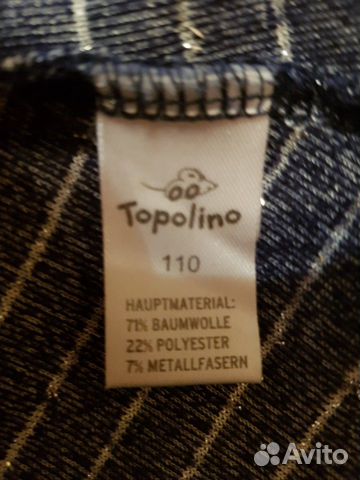 Topolino
110
HAUPTMATERIAL:
71% BAUMWOLLE
22% POLYESTER
7% METALLFASERN
Avito